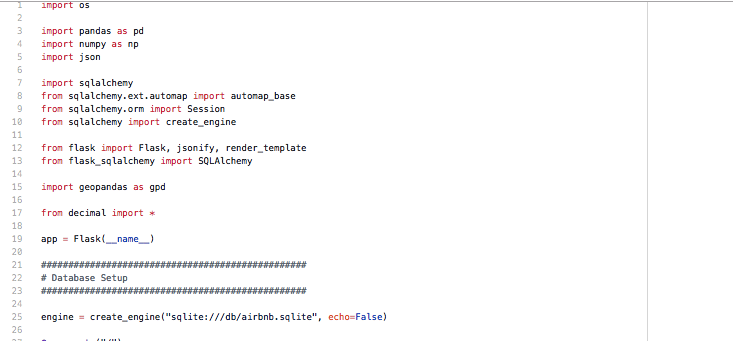 1 import os
2
3 import pandas as pd
4 import numpy as np
5 import json
6
7 import sqlalchemy
8 from sqlalchemy.ext.automap import automap_base
9 from sqlalchemy.orm import Session
10 from sqlalchemy import create_engine
11
12 from flask import Flask, jsonify, render_template
13 from flask_sqlalchemy import SQLAlchemy
14
15 import geopandas as gpd
16
17 from decimal import *
18
19 app = Flask(__name__)
20
21 #################################################
22 # Database Setup
23 #################################################
24
25 engine = create_engine("sqlite:///db/airbnb.sqlite", echo=False)
26